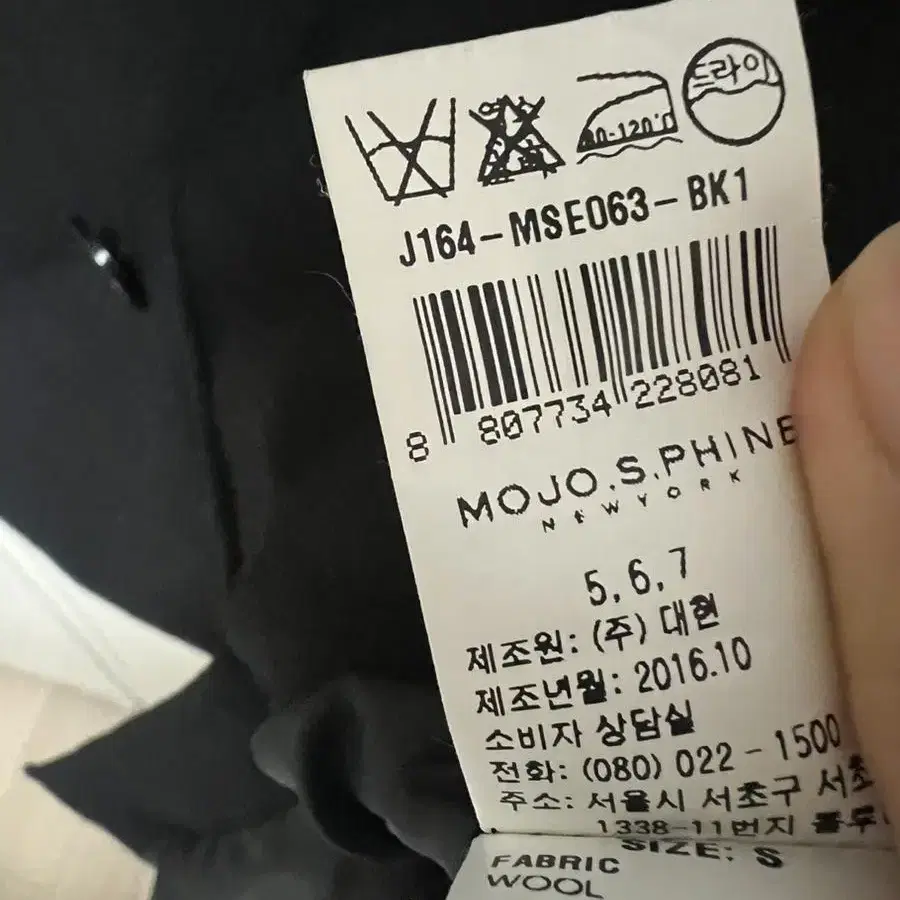 드라이
80-120℃
J164-MSE063-BK1
8 807734 228081
MOJO.S.PHINE
NEWYORK
5,6,7
제조원: (주) 대현
제조년월: 2016.10
소비자 상담실
전화: (080) 022-1500
주소: 서울시 서초구 서초
1338-11번지
SIZE: S
FABRIC
WOOL